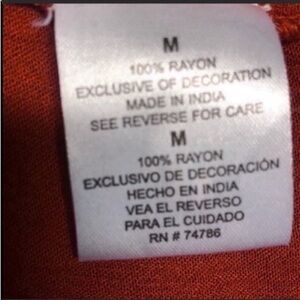 M
100% RAYON
EXCLUSIVE OF DECORATION
MADE IN INDIA
SEE REVERSE FOR CARE
M
100% RAYON
EXCLUSIVO DE DECORACIÓN
HECHO EN INDIA
VEA EL REVERSO
PARA EL CUIDADO
RN # 74786